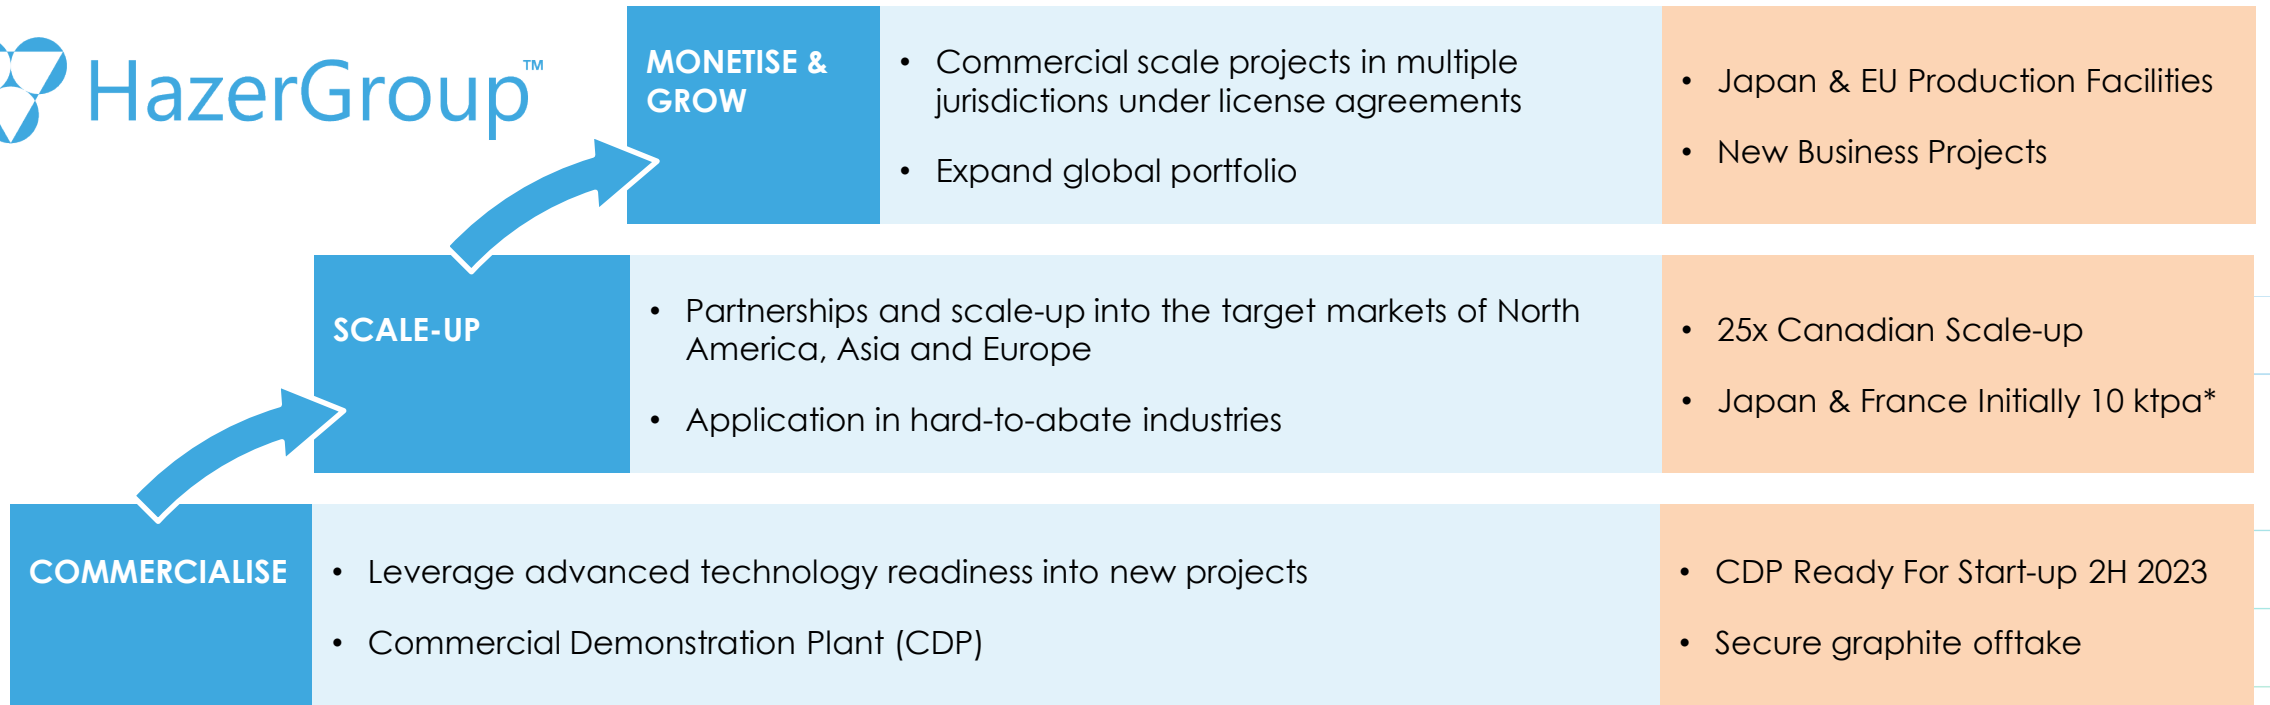 HazerGroup™
MONETISE &
GROW
• Commercial scale projects in multiple
jurisdictions under license agreements
• Expand global portfolio
• Japan & EU Production Facilities
• New Business Projects
SCALE-UP
• Partnerships and scale-up into the target markets of North
America, Asia and Europe
• Application in hard-to-abate industries
• 25x Canadian Scale-up
• Japan & France Initially 10 ktpa*
COMMERCIALISE
• Leverage advanced technology readiness into new projects
• Commercial Demonstration Plant (CDP)
• CDP Ready For Start-up 2H 2023
• Secure graphite offtake